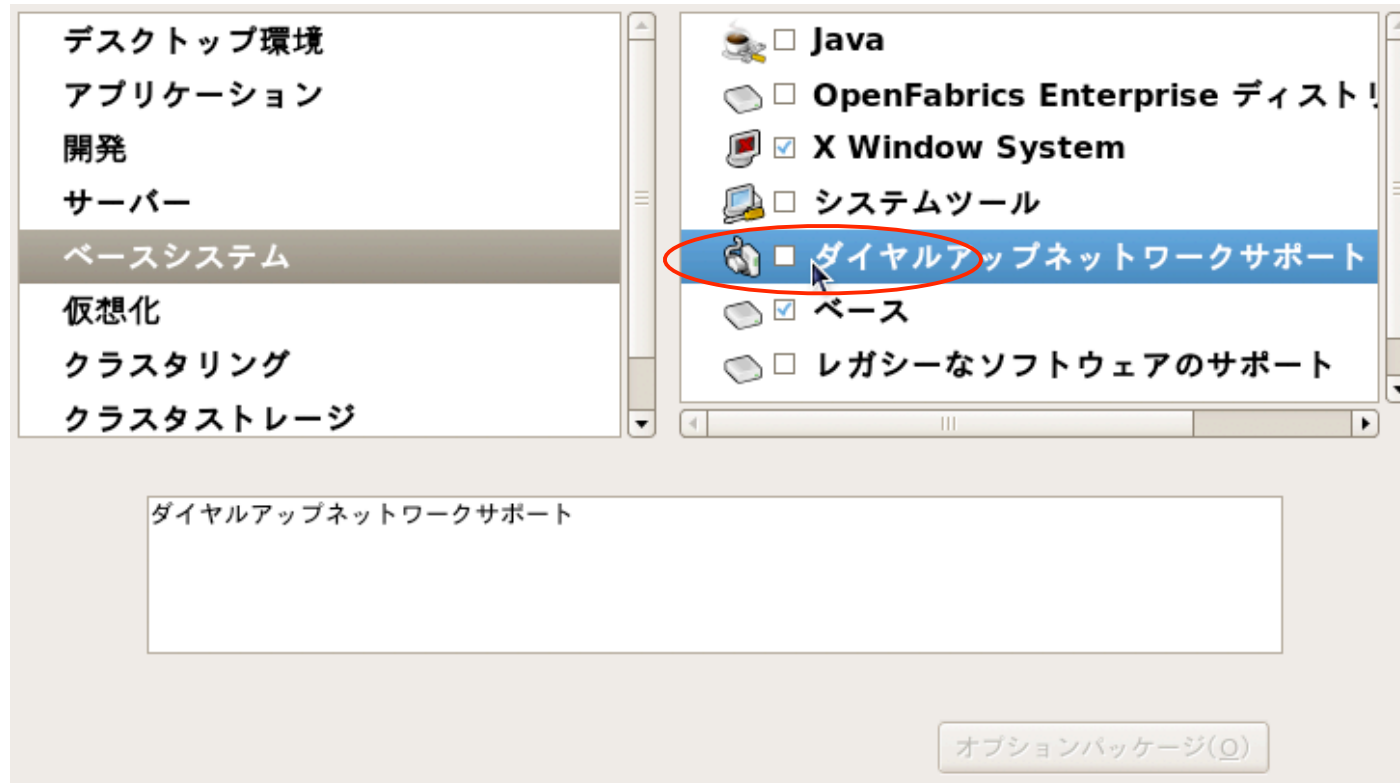 デスクトップ環境
アプリケーション
開発
サーバー
ベースシステム
仮想化
クラスタリング
クラスタストレージ
Java
OpenFabrics Enterprise ディスト
X Window System
システムツール
ダイヤルアップネットワークサポート
ベース
レガシーなソフトウェアのサポート
ダイヤルアップネットワークサポート
オプションパッケージ(O)